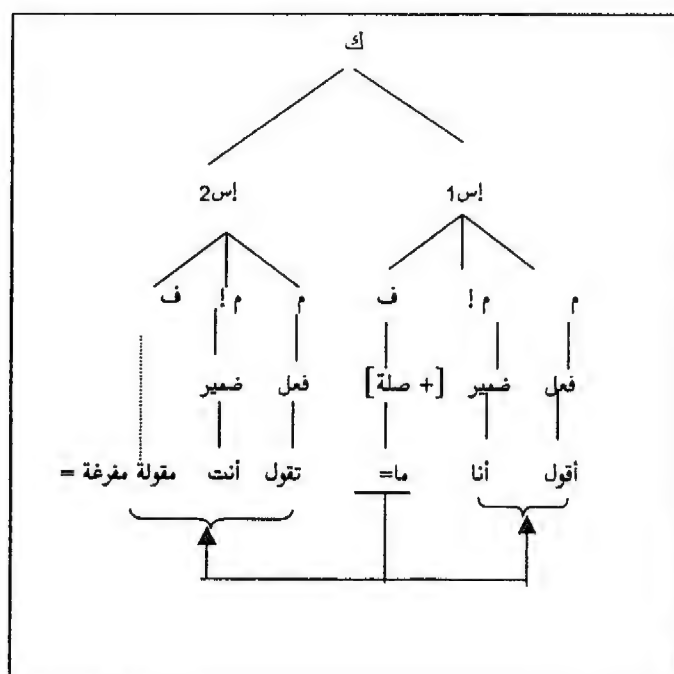 ك
إس1 إس2
م م ! ف م م ! ف
فعل ضمير [+ صلة] فعل ضمير
أقول أنا ما= تقول أنت مقولة مفرغة =